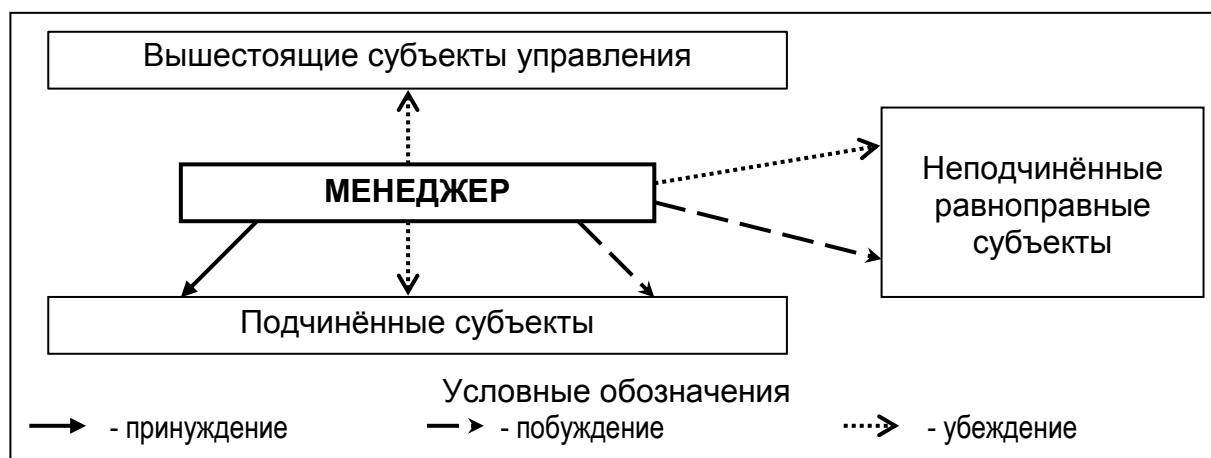 Вышестоящие субъекты управления
МЕНЕДЖЕР
Неподчинённые
равноправные
субъекты
Подчинённые субъекты
Условные обозначения
- принуждение
- побуждение
- убеждение